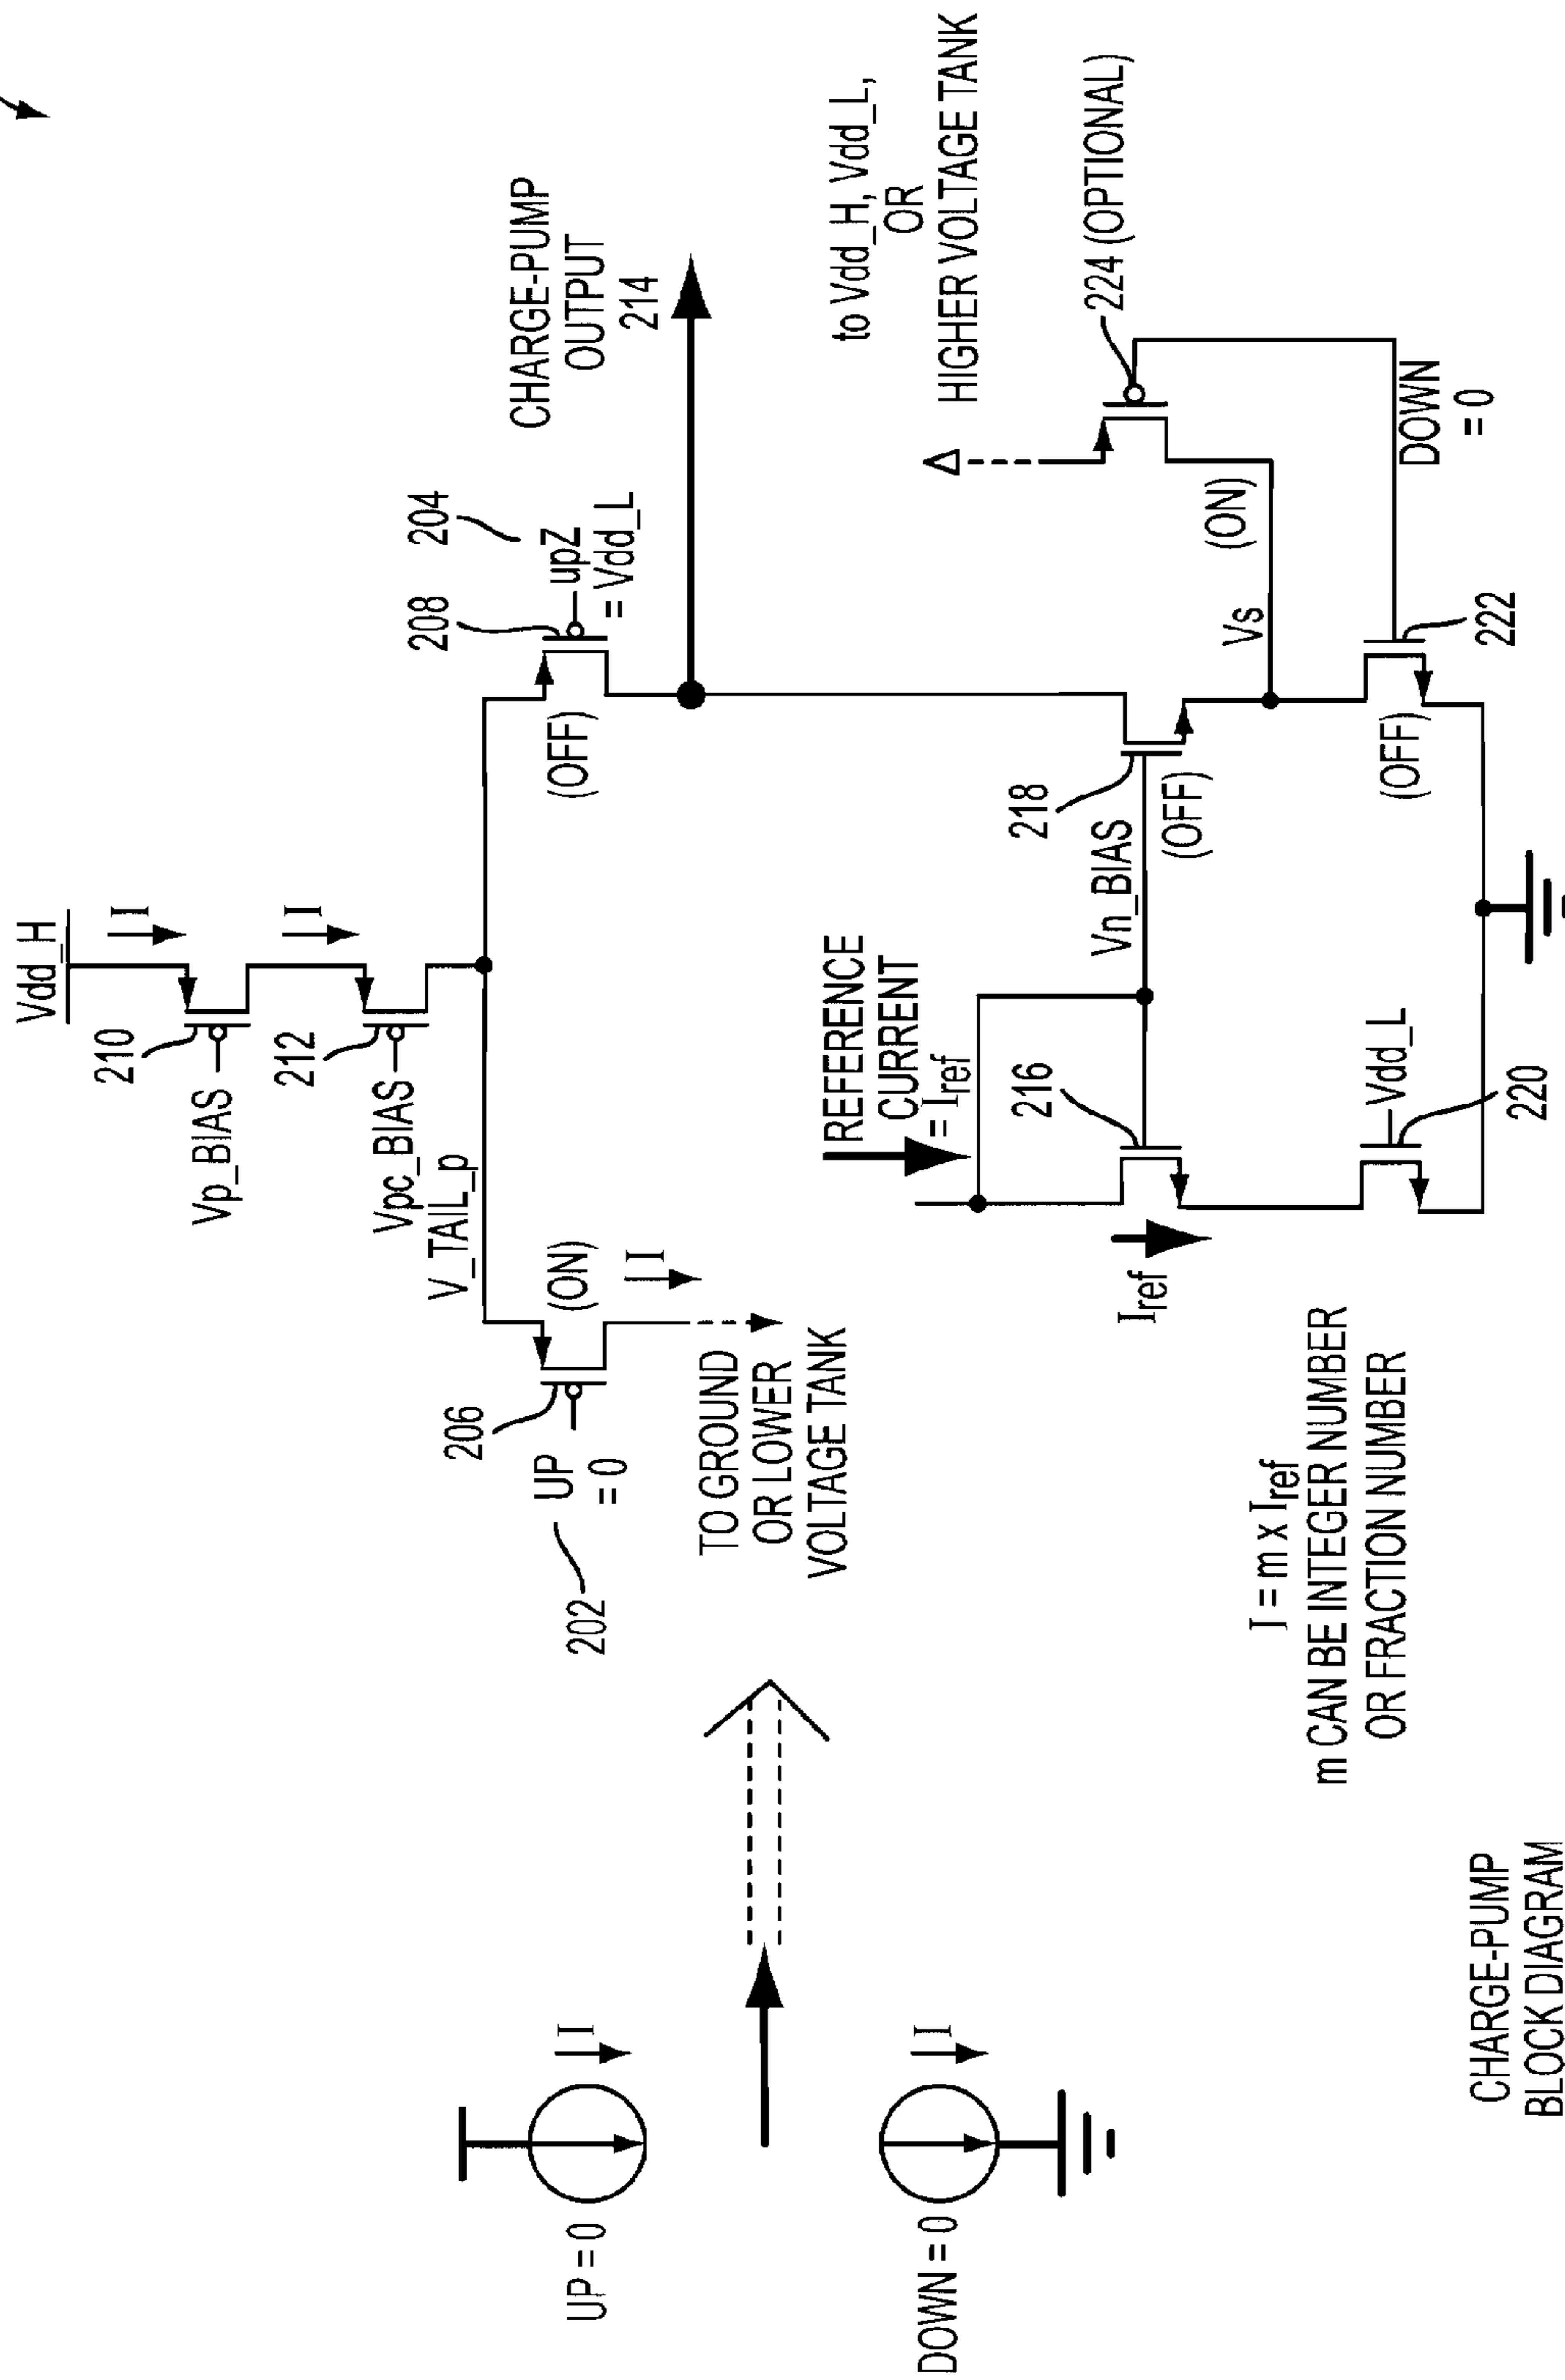 UP = 0
I
DOWN = 0
I
CHARGE-PUMP
BLOCK DIAGRAM
Vdd_H
210
I
Vp_BIAS
212
I
Vpc_BIAS
V_TAIL_p
206
(ON)
I
UP
= 0
202
TO GROUND
OR LOWER
VOLTAGE TANK
204
208
upZ
= Vdd_L
(OFF)
CHARGE-PUMP
OUTPUT
214
REFERENCE
CURRENT
= Iref
216
Iref
Vn_BIAS
218
(OFF)
Vdd_L
220
Vs
(OFF)
222
to Vdd_H, Vdd_L,
OR
HIGHER VOLTAGE TANK
224 (OPTIONAL)
(ON)
DOWN
= 0
I = m x Iref
m CAN BE INTEGER NUMBER
OR FRACTION NUMBER